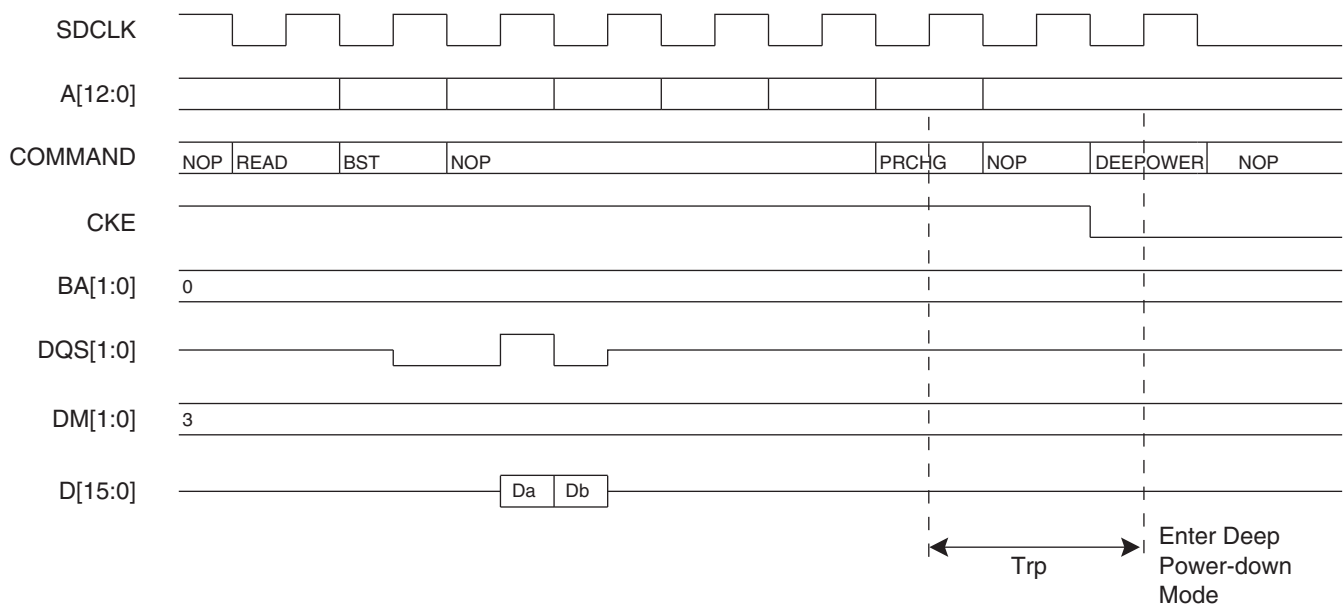 SDCLK
A[12:0]
COMMAND NOP READ BST NOP PRCHG NOP DEEPOWER NOP
CKE
BA[1:0] 0
DQS[1:0]
DM[1:0] 3
D[15:0] Da Db
Trp
Enter Deep
Power-down
Mode